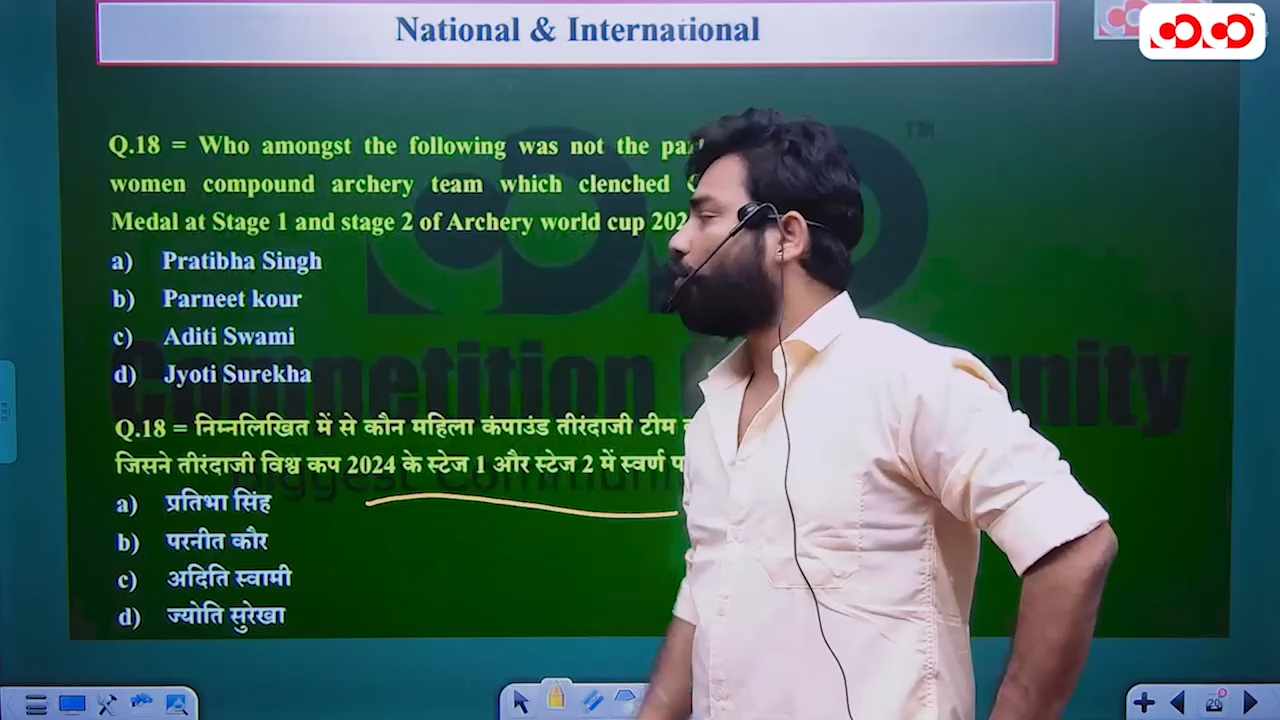 National & International
Q.18 = Who amongst the following was not the
women compound archery team which clenched
Medal at Stage 1 and stage 2 of Archery world cup
a) Pratibha Singh
b) Parneet kour
c) Aditi Swami
d) Jyoti Surekha
Q.18 = निम्नलिखित में से कौन महिला कंपाउंड तीरंदाजी टीम
जिसने तीरंदाजी विश्व कप 2024 के स्टेज 1 और स्टेज 2 में स्वर्ण
a) प्रतिभा सिंह
b) परनीत कौर
c) अदिति स्वामी
d) ज्योति सुरेखा
20